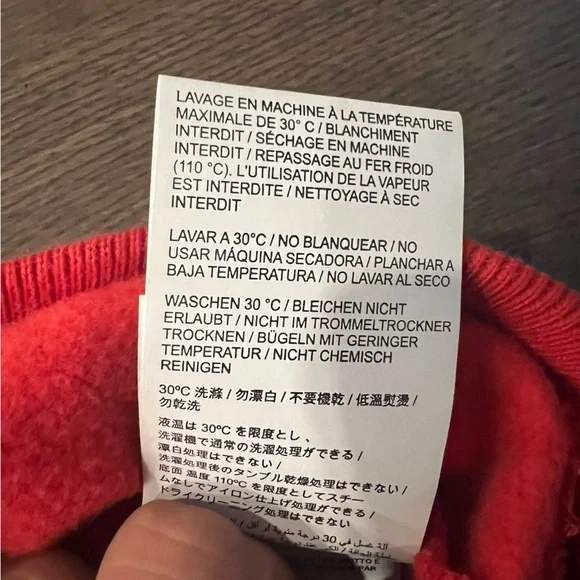 LAVAGE EN MACHINE À LA TEMPÉRATURE
MAXIMALE DE 30° C / BLANCHIMENT
INTERDIT / SÉCHAGE EN MACHINE
INTERDIT / REPASSAGE AU FER FROID
(110 °C). L'UTILISATION DE LA VAPEUR
EST INTERDITE / NETTOYAGE À SEC
INTERDIT
LAVAR A 30°C / NO BLANQUEAR / NO
USAR MÁQUINA SECADORA / PLANCHAR A
BAJA TEMPERATURA / NO LAVAR AL SECO
WASCHEN 30 °C / BLEICHEN NICHT
ERLAUBT / NICHT IM TROMMELTROCKNER
TROCKNEN / BÜGELN MIT GERINGER
TEMPERATUR / NICHT CHEMISCH
REINIGEN
30ºC 洗滌 / 勿漂白 / 不要機乾 / 低溫熨燙 /
勿乾洗
液温は 30℃ を限度とし 、
洗濯機で通常の洗濯処理ができる /
漂白処理はできない /
洗濯処理後のタンブル乾燥処理はできない /
底面 温度 110℃を限度としてスチー
ムなしでアイロン仕上げ処理ができる /
ドライクリーニング処理はできない
آلة غسل في 30 درجة مئوية أو أقل /